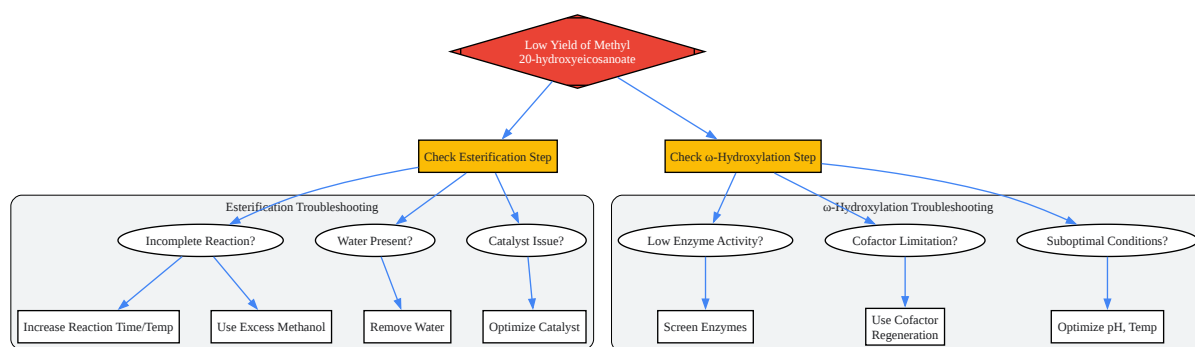 Low Yield of Methyl
20-hydroxyeicosanoate
Check Esterification Step
Check ω-Hydroxylation Step
Esterification Troubleshooting
ω-Hydroxylation Troubleshooting
Incomplete Reaction?
Water Present?
Catalyst Issue?
Low Enzyme Activity?
Cofactor Limitation?
Suboptimal Conditions?
Increase Reaction Time/Temp
Use Excess Methanol
Remove Water
Optimize Catalyst
Screen Enzymes
Use Cofactor
Regeneration
Optimize pH, Temp